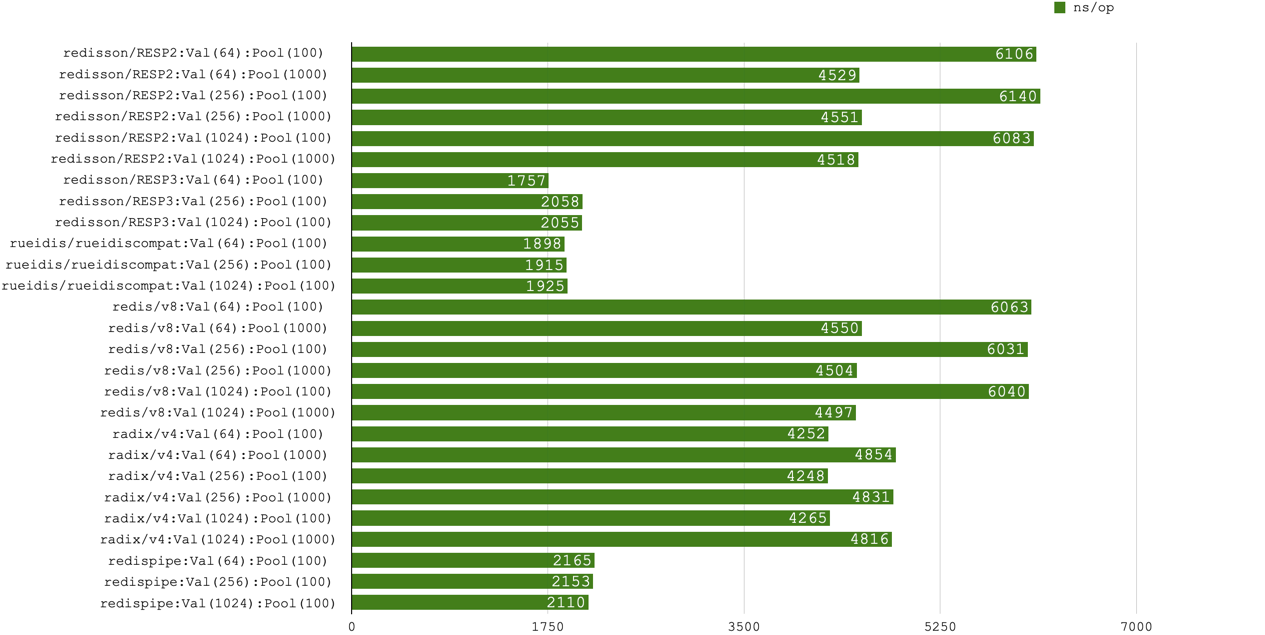 ns/op
redisson/RESP2:Val(64):Pool(100) 6106
redisson/RESP2:Val(64):Pool(1000) 4529
redisson/RESP2:Val(256):Pool(100) 6140
redisson/RESP2:Val(256):Pool(1000) 4551
redisson/RESP2:Val(1024):Pool(100) 6083
redisson/RESP2:Val(1024):Pool(1000) 4518
redisson/RESP3:Val(64):Pool(100) 1757
redisson/RESP3:Val(256):Pool(100) 2058
redisson/RESP3:Val(1024):Pool(100) 2055
rueidis/rueidiscompat:Val(64):Pool(100) 1898
rueidis/rueidiscompat:Val(256):Pool(100) 1915
rueidis/rueidiscompat:Val(1024):Pool(100) 1925
redis/v8:Val(64):Pool(100) 6063
redis/v8:Val(64):Pool(1000) 4550
redis/v8:Val(256):Pool(100) 6031
redis/v8:Val(256):Pool(1000) 4504
redis/v8:Val(1024):Pool(100) 6040
redis/v8:Val(1024):Pool(1000) 4497
radix/v4:Val(64):Pool(100) 4252
radix/v4:Val(64):Pool(1000) 4854
radix/v4:Val(256):Pool(100) 4248
radix/v4:Val(256):Pool(1000) 4831
radix/v4:Val(1024):Pool(100) 4265
radix/v4:Val(1024):Pool(1000) 4816
redispipe:Val(64):Pool(100) 2165
redispipe:Val(256):Pool(100) 2153
redispipe:Val(1024):Pool(100) 2110
0 1750 3500 5250 7000